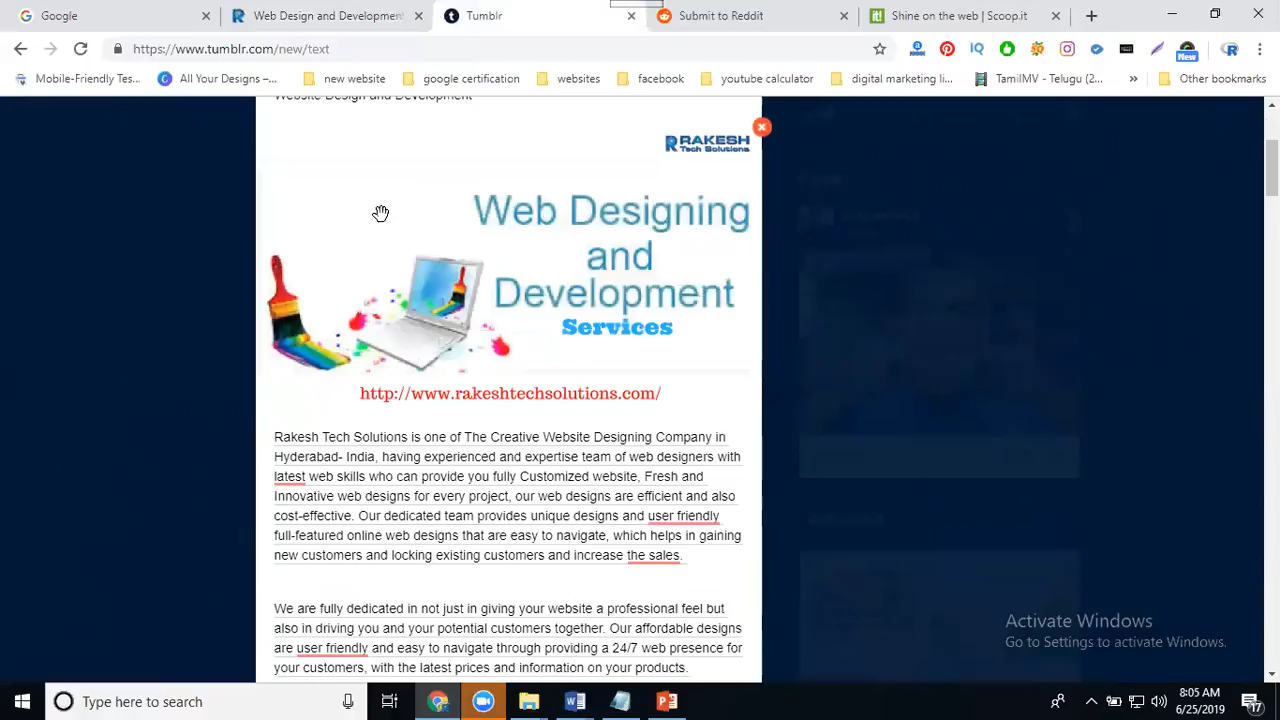 Google
Web Design and Developmen
Tumblr
Submit to Reddit
Shine on the web | Scoop.it
https://www.tumblr.com/new/text
New
Mobile-Friendly Tes...
All Your Designs –...
new website
google certification
websites
facebook
youtube calculator
digital marketing li...
TamilMV - Telugu (2...
Other bookmarks
Website Design and Development
RAKESH
Tech Solutions
Web Designing
and
Development
Services
http://www.rakeshtechsolutions.com/
Rakesh Tech Solutions is one of The Creative Website Designing Company in
Hyderabad- India, having experienced and expertise team of web designers with
latest web skills who can provide you fully Customized website, Fresh and
Innovative web designs for every project, our web designs are efficient and also
cost-effective. Our dedicated team provides unique designs and user friendly
full-featured online web designs that are easy to navigate, which helps in gaining
new customers and locking existing customers and increase the sales.
We are fully dedicated in not just in giving your website a professional feel but
also in driving you and your potential customers together. Our affordable designs
are user friendly and easy to navigate through providing a 24/7 web presence for
your customers, with the latest prices and information on your products.
Activate Windows
Go to Settings to activate Windows.
Type here to search
8:05 AM
6/25/2019
17